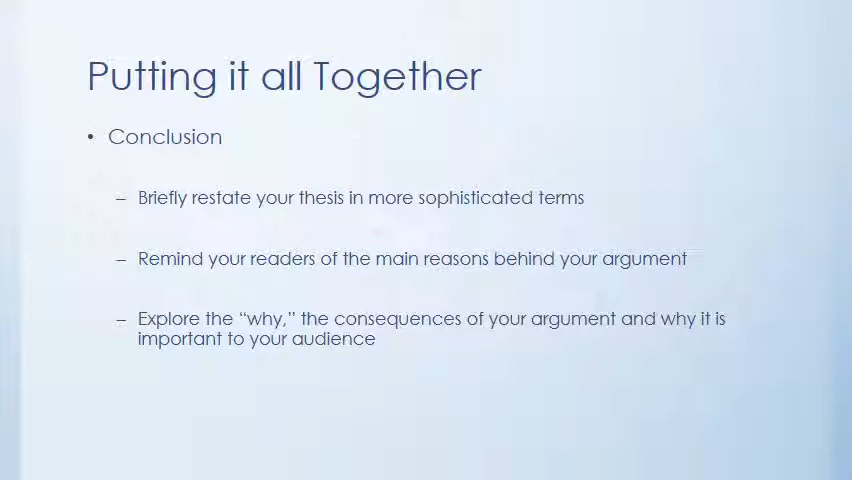 Putting it all Together
• Conclusion
– Briefly restate your thesis in more sophisticated terms
– Remind your readers of the main reasons behind your argument
– Explore the “why,” the consequences of your argument and why it is
important to your audience